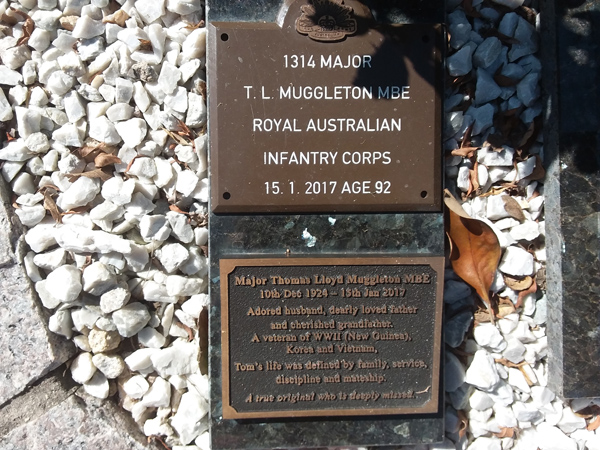 1314 MAJOR
T. L. MUGGLETON MBE
ROYAL AUSTRALIAN
INFANTRY CORPS
15. 1. 2017 AGE 92
Major Thomas Lloyd Muggleton MBE
10th Dec 1924 – 15th Jan 2017
Adored husband, dearly loved father
and cherished grandfather.
A veteran of WWII (New Guinea),
Korea and Vietnam,
Tom's life was defined by family, service,
discipline and mateship.
A true original who is deeply missed.